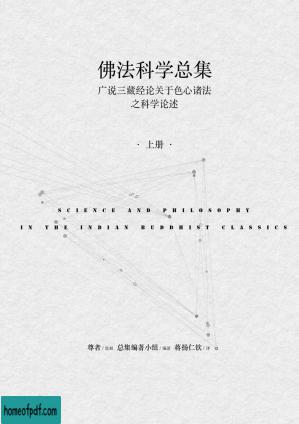 佛法科学总集
广说三藏经论关于色心诸法
之科学论述
· 上册 ·
SCIENCE AND PHILOSOPHY
IN THE INDIAN BUDDHIST CLASSICS
尊者 / 监制 总集编著小组 / 编著 蒋扬仁钦 / 译
homeofpdf.com